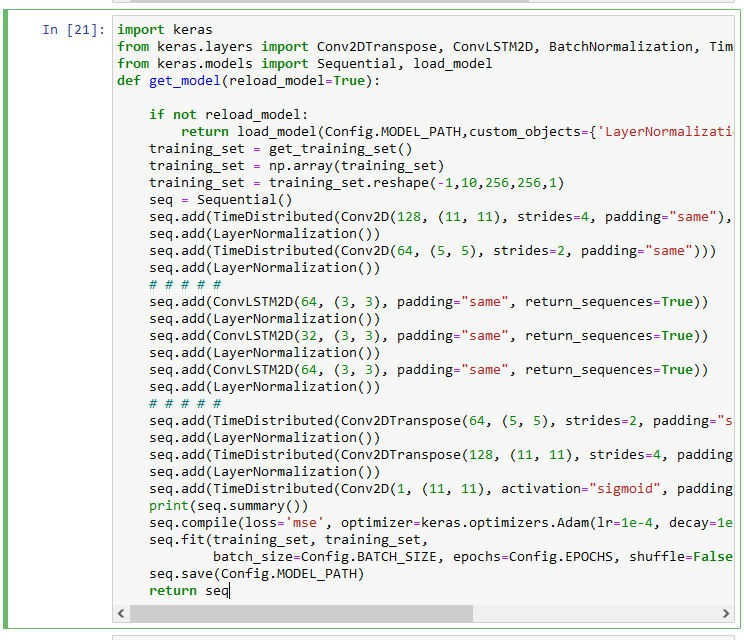 In [21]:
import keras
from keras.layers import Conv2DTranspose, ConvLSTM2D, BatchNormalization, Tim
from keras.models import Sequential, load_model
def get_model(reload_model=True):
    if not reload_model:
        return load_model(Config.MODEL_PATH,custom_objects={'LayerNormalizati
    training_set = get_training_set()
    training_set = np.array(training_set)
    training_set = training_set.reshape(-1,10,256,256,1)
    seq = Sequential()
    seq.add(TimeDistributed(Conv2D(128, (11, 11), strides=4, padding="same"),
    seq.add(LayerNormalization())
    seq.add(TimeDistributed(Conv2D(64, (5, 5), strides=2, padding="same")))
    seq.add(LayerNormalization())
    # # # # #
    seq.add(ConvLSTM2D(64, (3, 3), padding="same", return_sequences=True))
    seq.add(LayerNormalization())
    seq.add(ConvLSTM2D(32, (3, 3), padding="same", return_sequences=True))
    seq.add(LayerNormalization())
    seq.add(ConvLSTM2D(64, (3, 3), padding="same", return_sequences=True))
    seq.add(LayerNormalization())
    # # # # #
    seq.add(TimeDistributed(Conv2DTranspose(64, (5, 5), strides=2, padding="s
    seq.add(LayerNormalization())
    seq.add(TimeDistributed(Conv2DTranspose(128, (11, 11), strides=4, padding
    seq.add(LayerNormalization())
    seq.add(TimeDistributed(Conv2D(1, (11, 11), activation="sigmoid", padding
    print(seq.summary())
    seq.compile(loss='mse', optimizer=keras.optimizers.Adam(lr=1e-4, decay=1e
    seq.fit(training_set, training_set,
            batch_size=Config.BATCH_SIZE, epochs=Config.EPOCHS, shuffle=False
    seq.save(Config.MODEL_PATH)
    return seq